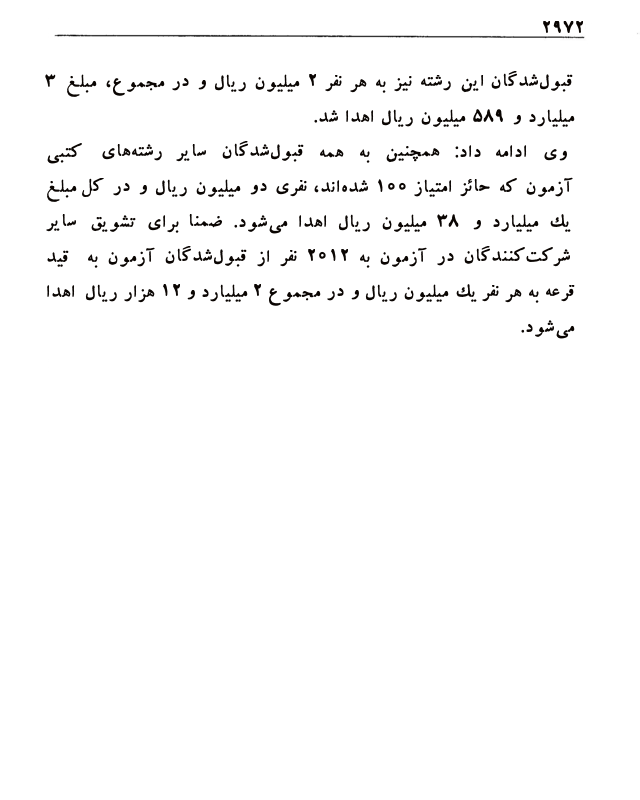 ۲۹۷۲
قبول‌شدگان این رشته نیز به هر نفر ۲ میلیون ریال و در مجموع، مبلغ ۳
میلیارد و ۵۸۹ میلیون ریال اهدا شد.
وی ادامه داد: همچنین به همه قبول‌شدگان سایر رشته‌های کتبی
آزمون که حائز امتیاز ۱۰۰ شده‌اند، نفری دو میلیون ریال و در کل مبلغ
یك میلیارد و ۳۸ میلیون ریال اهدا می‌شود. ضمنا برای تشویق سایر
شرکت‌کنندگان در آزمون به ۲۰۱۲ نفر از قبول‌شدگان آزمون به قید
قرعه به هر نفر یك میلیون ریال و در مجموع ۲ میلیارد و ۱۲ هزار ریال اهدا
می‌شود.